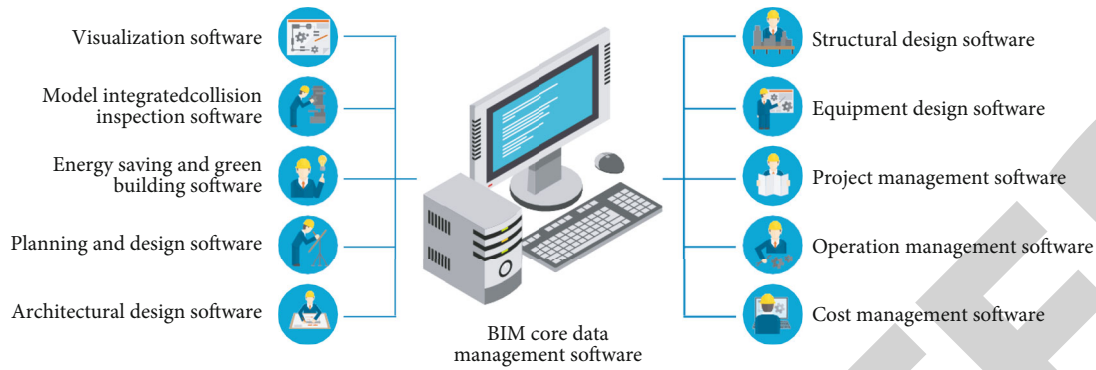 Visualization software
Model integratedcollision
inspection software
Energy saving and green
building software
Planning and design software
Architectural design software
BIM core data
management software
Structural design software
Equipment design software
Project management software
Operation management software
Cost management software